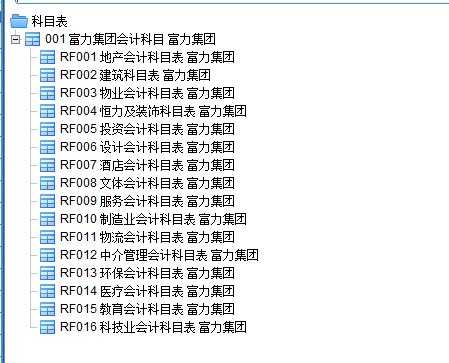 科目表
001 富力集团会计科目 富力集团
RF001 地产会计科目表 富力集团
RF002 建筑科目表 富力集团
RF003 物业会计科目表 富力集团
RF004 恒力及装饰科目表 富力集团
RF005 投资会计科目表 富力集团
RF006 设计会计科目表 富力集团
RF007 酒店会计科目表 富力集团
RF008 文体会计科目表 富力集团
RF009 服务会计科目表 富力集团
RF010 制造业会计科目表 富力集团
RF011 物流会计科目表 富力集团
RF012 中介管理会计科目表 富力集团
RF013 环保会计科目表 富力集团
RF014 医疗会计科目表 富力集团
RF015 教育会计科目表 富力集团
RF016 科技业会计科目表 富力集团